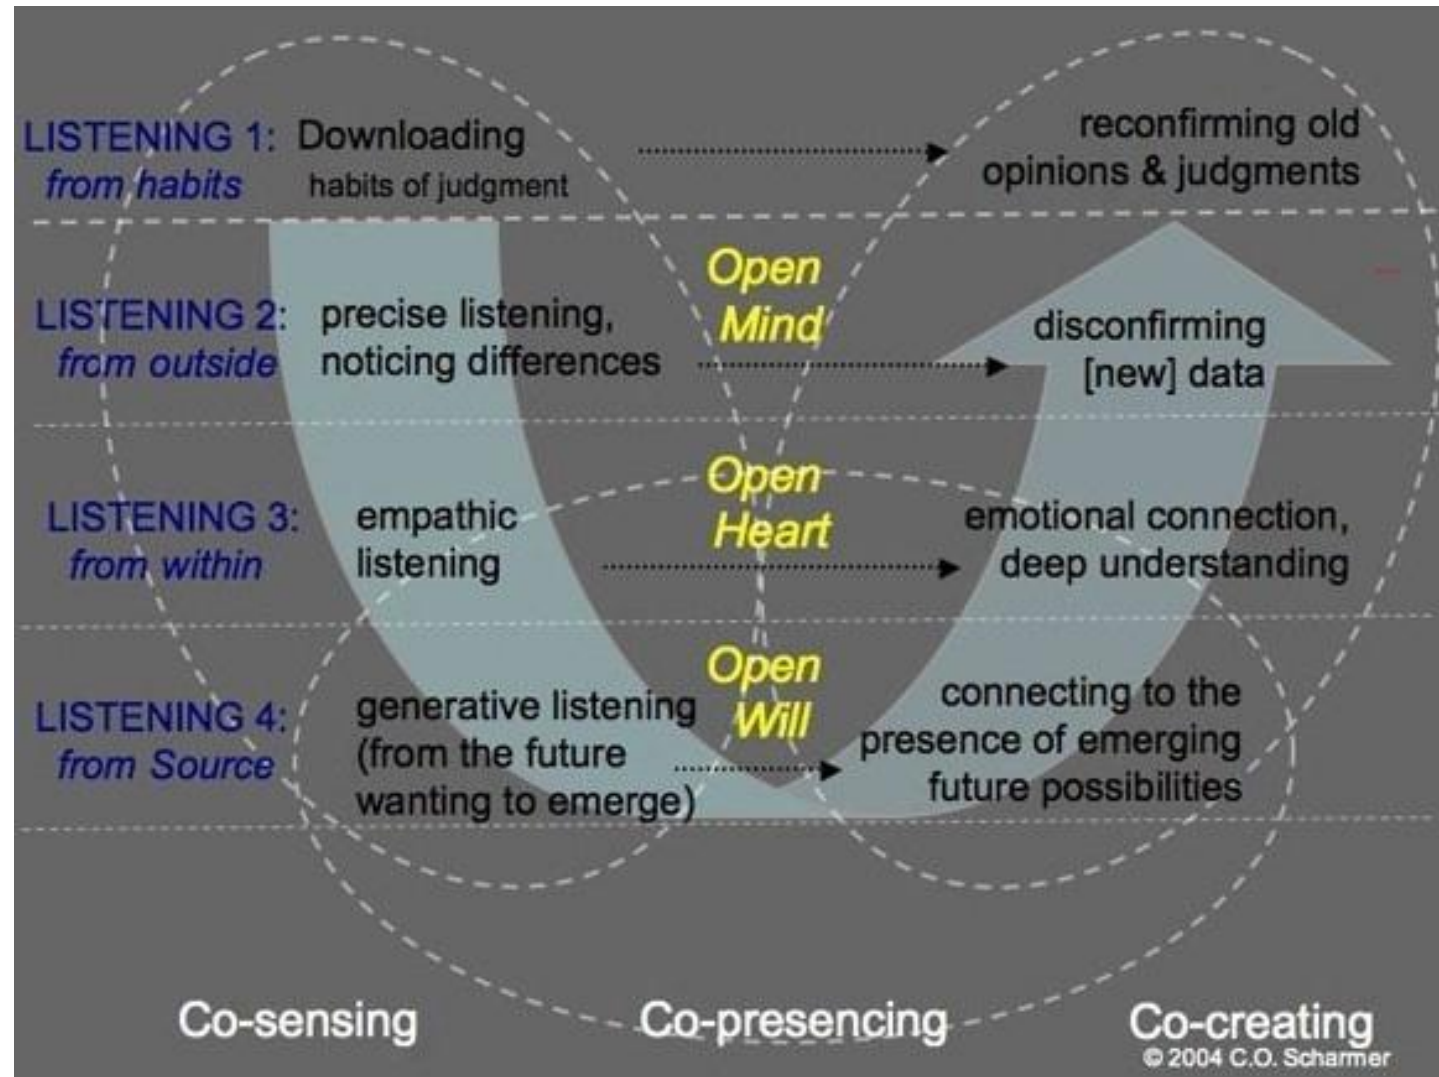 LISTENING 1: Downloading
from habits habits of judgment
reconfirming old
opinions & judgments
Open
Mind
LISTENING 2: precise listening,
from outside noticing differences
disconfirming
[new] data
Open
Heart
LISTENING 3: empathic
from within listening
emotional connection,
deep understanding
Open
Will
LISTENING 4: generative listening
from Source (from the future
wanting to emerge)
connecting to the
presence of emerging
future possibilities
Co-sensing Co-presencing Co-creating
© 2004 C.O. Scharmer